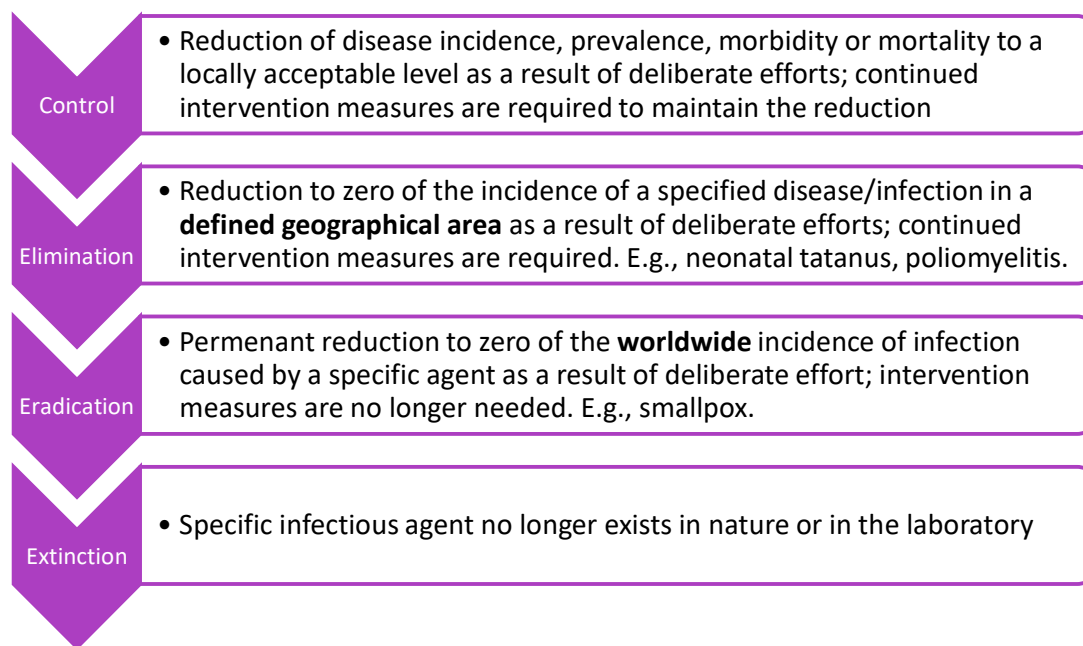 Control
• Reduction of disease incidence, prevalence, morbidity or mortality to a
locally acceptable level as a result of deliberate efforts; continued
intervention measures are required to maintain the reduction
Elimination
• Reduction to zero of the incidence of a specified disease/infection in a
defined geographical area as a result of deliberate efforts; continued
intervention measures are required. E.g., neonatal tatanus, poliomyelitis.
Eradication
• Permenant reduction to zero of the worldwide incidence of infection
caused by a specific agent as a result of deliberate effort; intervention
measures are no longer needed. E.g., smallpox.
Extinction
• Specific infectious agent no longer exists in nature or in the laboratory